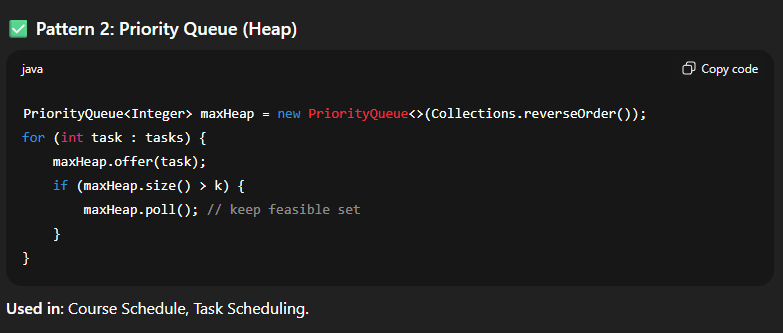 ✅ Pattern 2: Priority Queue (Heap)
java
Copy code
PriorityQueue<Integer> maxHeap = new PriorityQueue<>(Collections.reverseOrder());
for (int task : tasks) {
    maxHeap.offer(task);
    if (maxHeap.size() > k) {
        maxHeap.poll(); // keep feasible set
    }
}
Used in: Course Schedule, Task Scheduling.